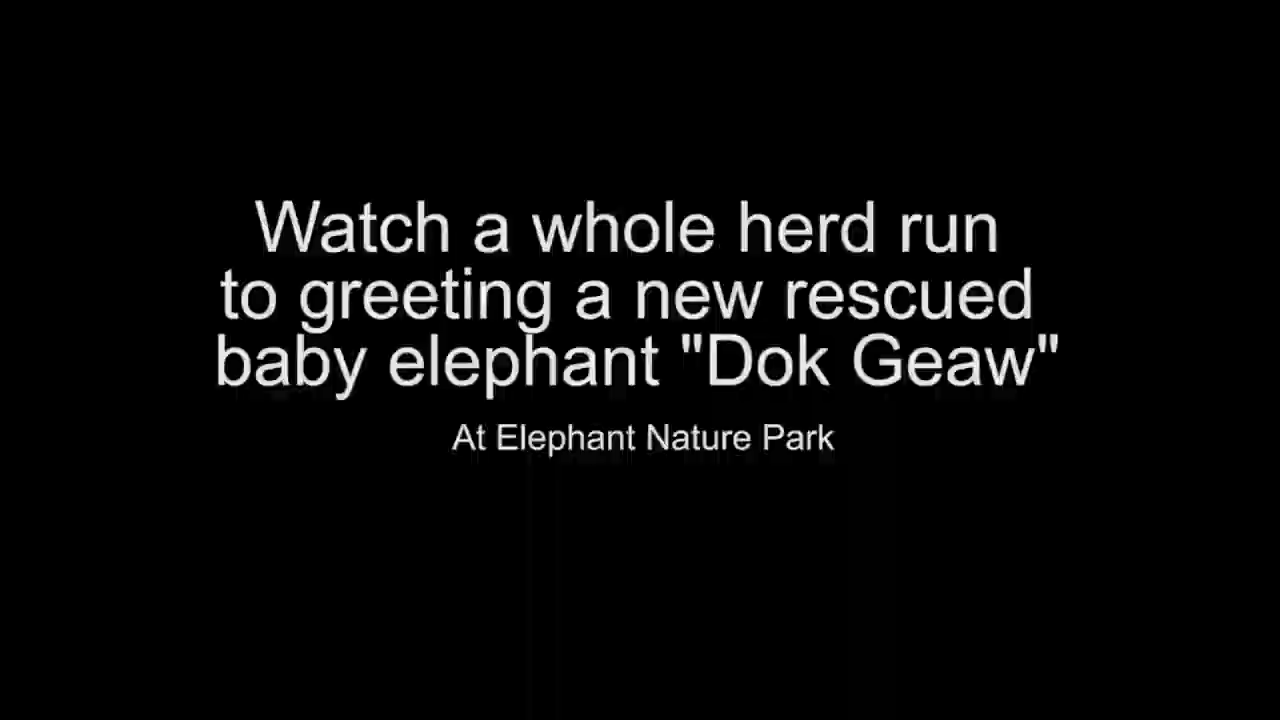 Watch a whole herd run
to greeting a new rescued
baby elephant "Dok Geaw"
At Elephant Nature Park